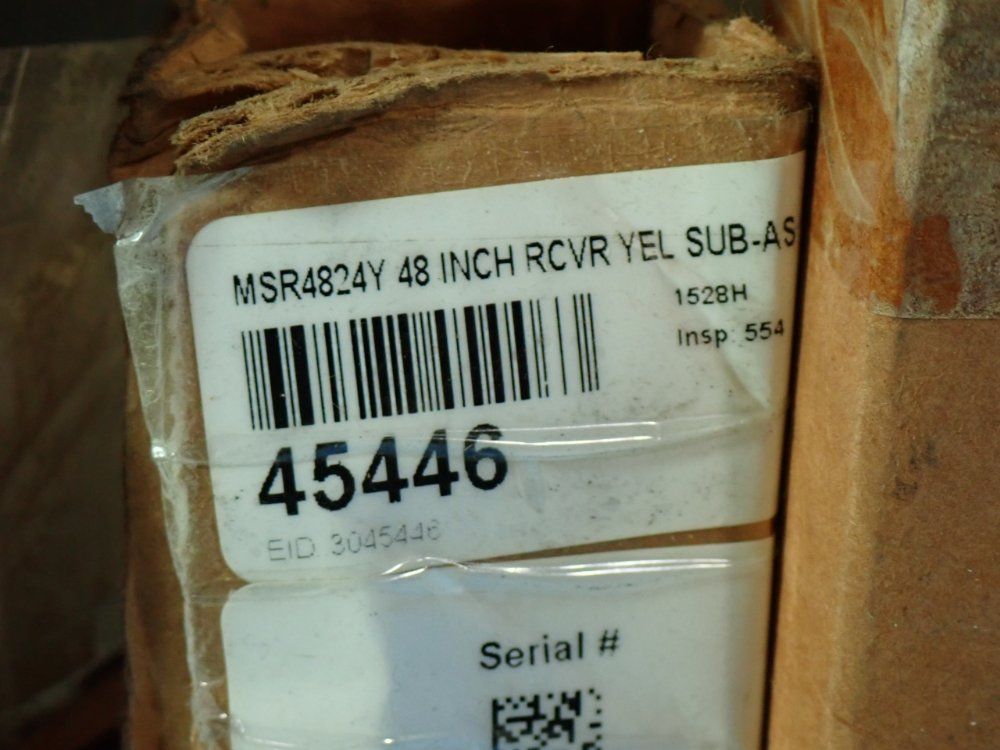 MSR4824Y 48 INCH RCVR YEL SUB-AS
1528H
Insp: 554
45446
EID 3045446
Serial #